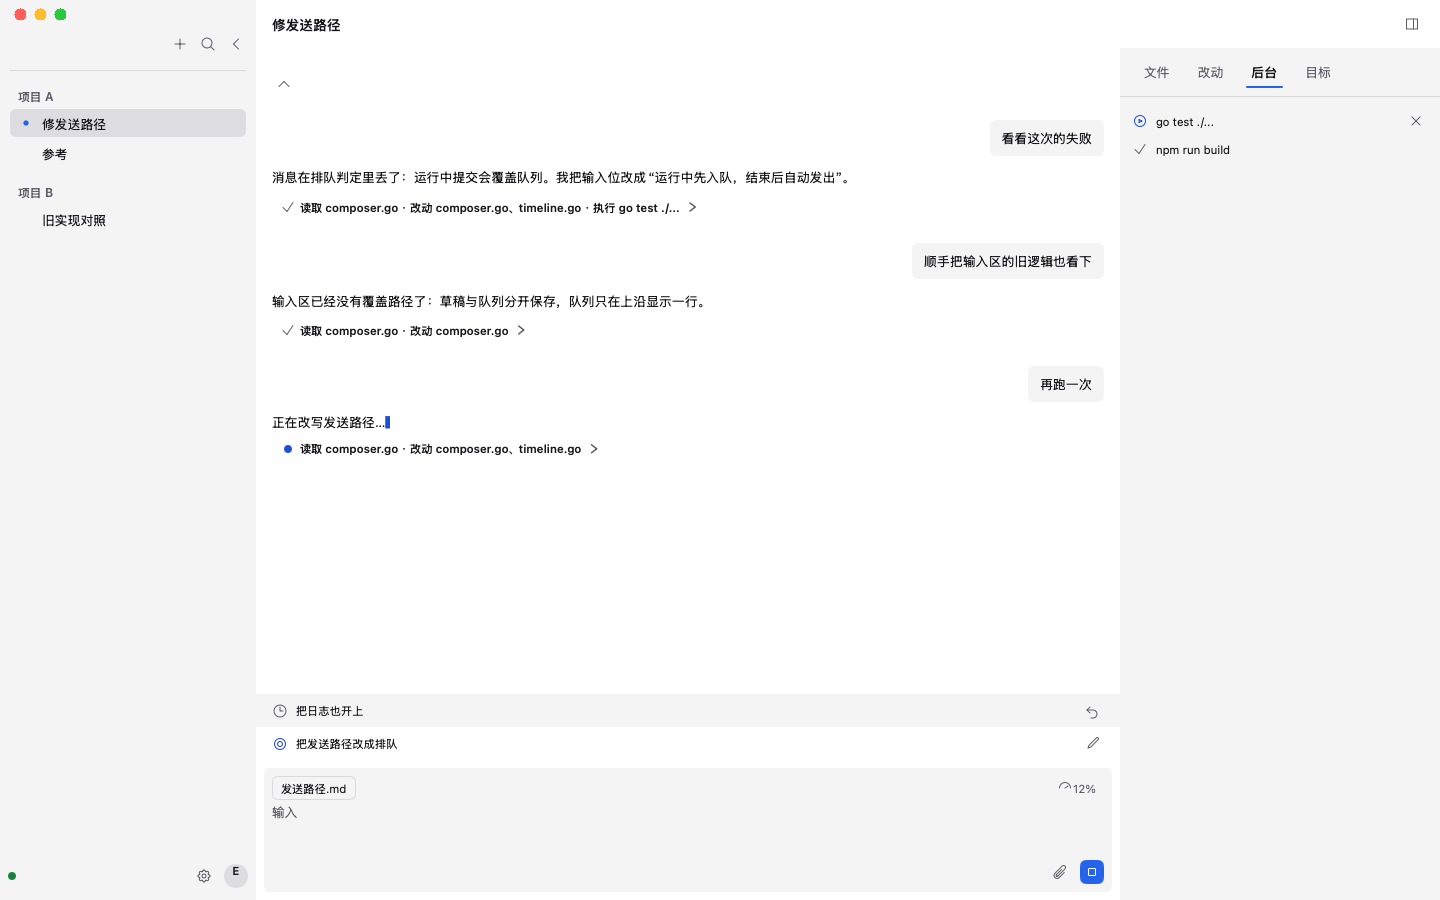 修发送路径
项目 A
修发送路径
参考
项目 B
旧实现对照
E
看看这次的失败
消息在排队判定里丢了：运行中提交会覆盖队列。我把输入位改成 “运行中先入队，结束后自动发出”。
读取 composer.go · 改动 composer.go、timeline.go · 执行 go test ./...
顺手把输入区的旧逻辑也看下
输入区已经没有覆盖路径了：草稿与队列分开保存，队列只在上沿显示一行。
读取 composer.go · 改动 composer.go
再跑一次
正在改写发送路径...
读取 composer.go · 改动 composer.go、timeline.go
把日志也开上
把发送路径改成排队
发送路径.md
12%
输入
文件 改动 后台 目标
go test ./...
npm run build